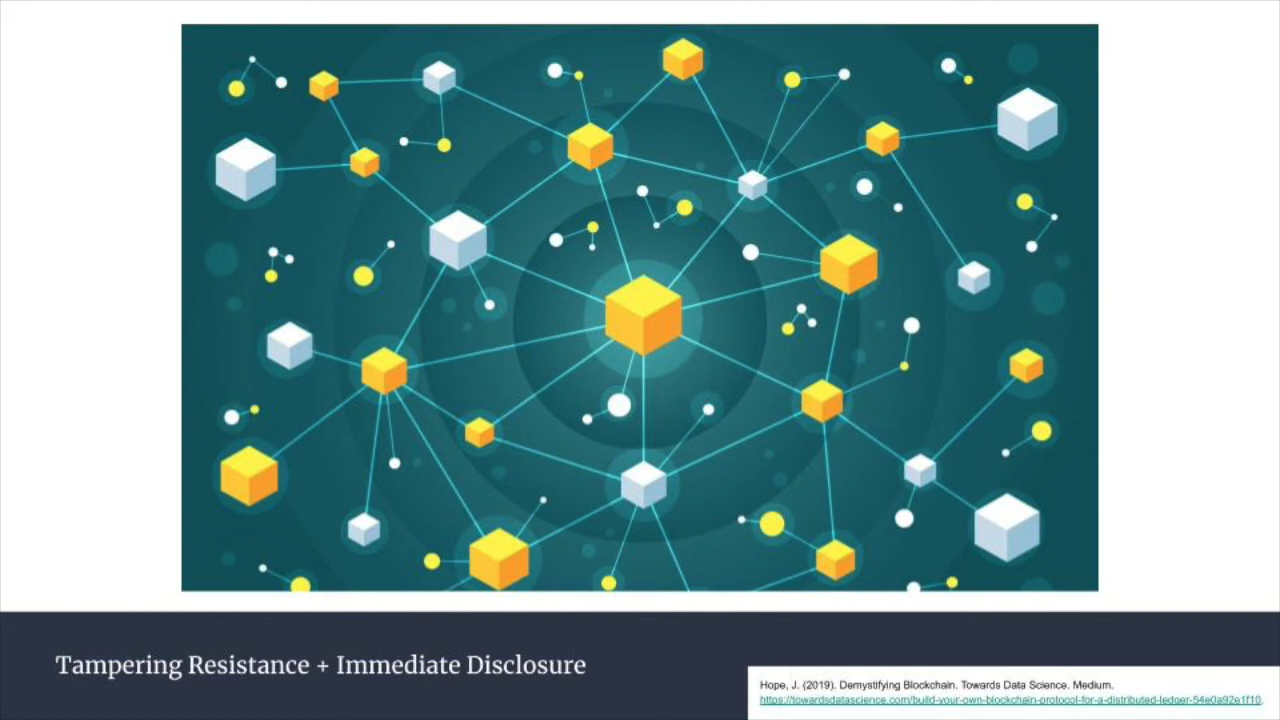 Tampering Resistance + Immediate Disclosure
Hope, J. (2019). Demystifying Blockchain. Towards Data Science. Medium.
https://towardsdatascience.com/build-your-own-blockchain-protocol-for-a-distributed-ledger-54e0a92e1f10.